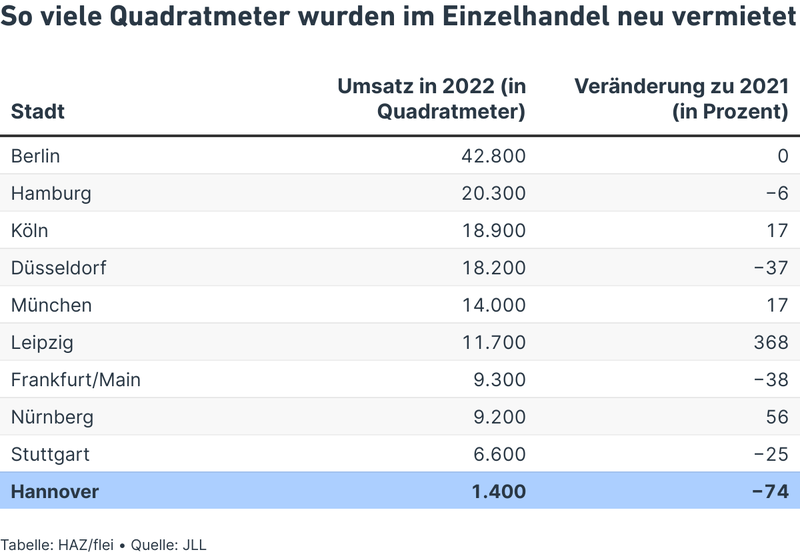 So viele Quadratmeter wurden im Einzelhandel neu vermietet
Umsatz in 2022 (in Veränderung zu 2021
Stadt Quadratmeter) (in Prozent)
Berlin 42.800 0
Hamburg 20.300 −6
Köln 18.900 17
Düsseldorf 18.200 −37
München 14.000 17
Leipzig 11.700 368
Frankfurt/Main 9.300 −38
Nürnberg 9.200 56
Stuttgart 6.600 −25
Hannover 1.400 −74
Tabelle: HAZ/flei • Quelle: JLL